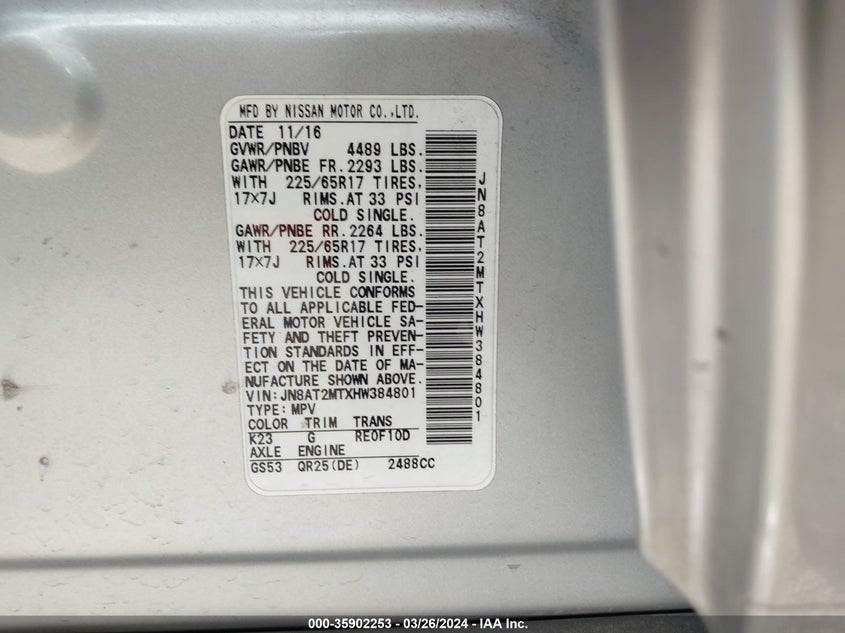 MFD BY NISSAN MOTOR CO.,LTD.
DATE 11/16
GVWR/PNBV 4489 LBS.
GAWR/PNBE FR. 2293 LBS.
WITH 225/65R17 TIRES,
17×7J RIMS.AT 33 PSI
COLD SINGLE.
GAWR/PNBE RR. 2264 LBS.
WITH 225/65R17 TIRES,
17×7J RIMS.AT 33 PSI
COLD SINGLE.
THIS VEHICLE CONFORMS
TO ALL APPLICABLE FED-
ERAL MOTOR VEHICLE SA-
FETY AND THEFT PREVEN-
TION STANDARDS IN EFF-
ECT ON THE DATE OF MA-
NUFACTURE SHOWN ABOVE.
VIN:JN8AT2MTXHW384801
TYPE:MPV
COLOR TRIM TRANS
K23 G RE0F10D
AXLE ENGINE
GS53 QR25(DE) 2488CC
JN8AT2MTXHW384801
000-35902253 - 03/26/2024 - IAA Inc.